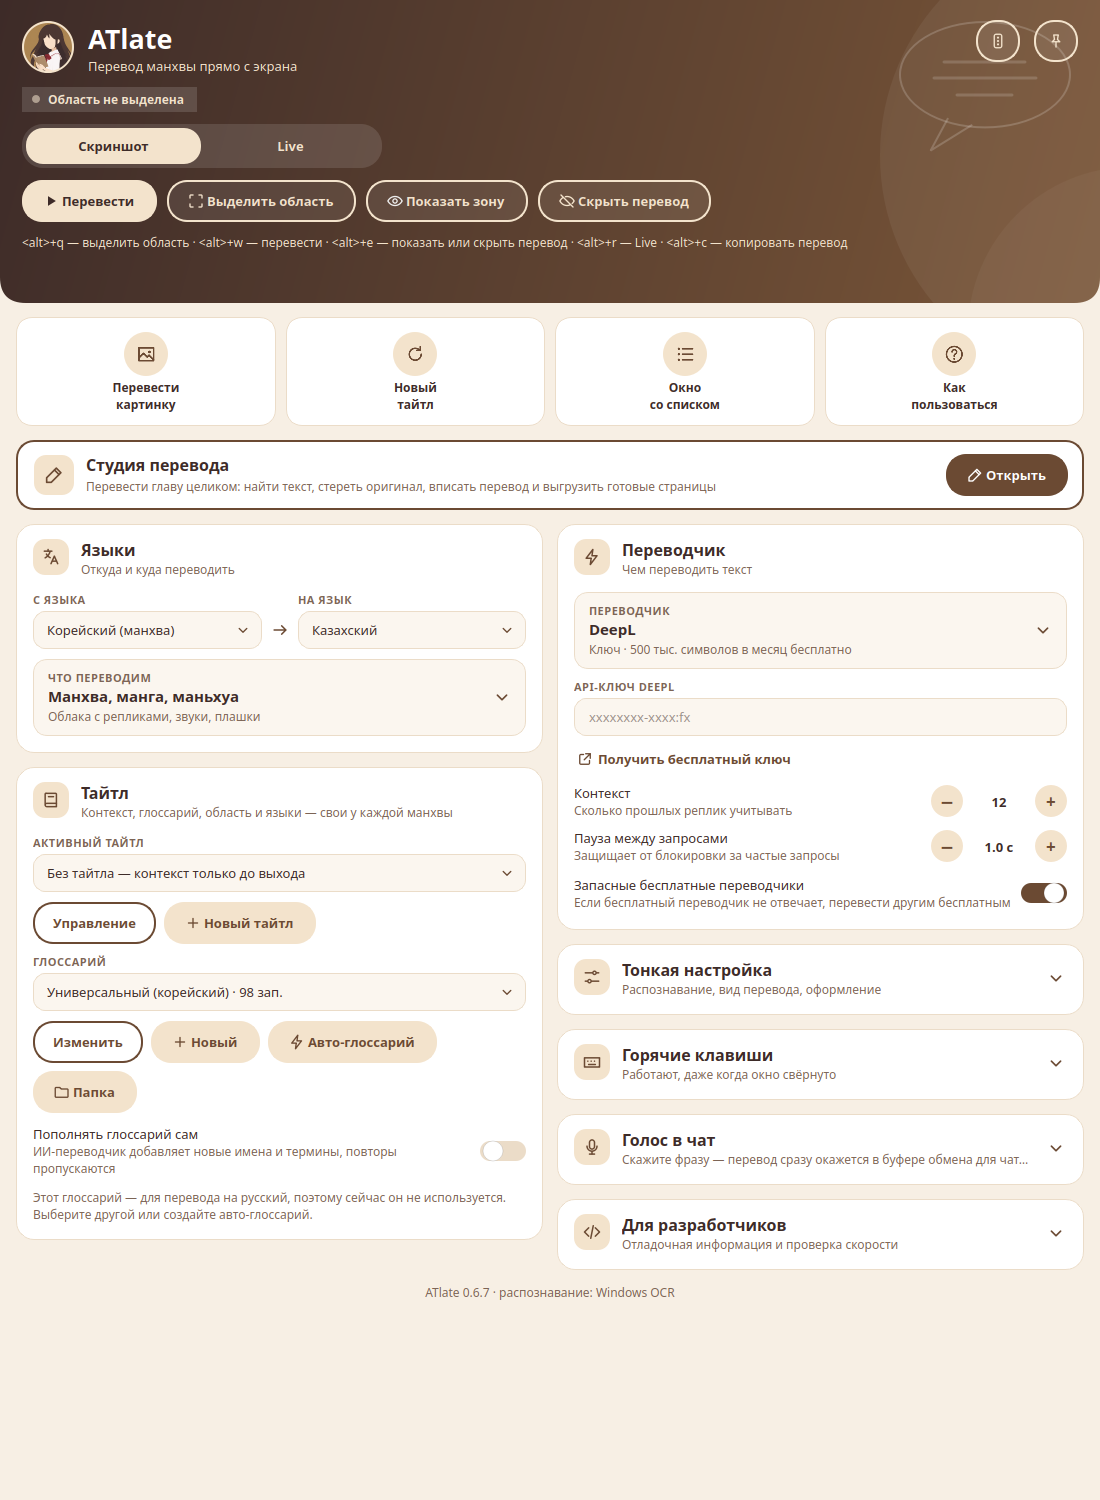 ATlate
Перевод манхвы прямо с экрана
Область не выделена
Скриншот
Live
Перевести
Выделить область
Показать зону
Скрыть перевод
<alt>+q — выделить область · <alt>+w — перевести · <alt>+e — показать или скрыть перевод · <alt>+r — Live · <alt>+c — копировать перевод
Перевести
картинку
Новый
тайтл
Окно
со списком
Как
пользоваться
Студия перевода
Перевести главу целиком: найти текст, стереть оригинал, вписать перевод и выгрузить готовые страницы
Открыть
Языки
Откуда и куда переводить
С ЯЗЫКА
НА ЯЗЫК
Корейский (манхва)
Казахский
ЧТО ПЕРЕВОДИМ
Манхва, манга, маньхуа
Облака с репликами, звуки, плашки
Тайтл
Контекст, глоссарий, область и языки — свои у каждой манхвы
АКТИВНЫЙ ТАЙТЛ
Без тайтла — контекст только до выхода
Управление
Новый тайтл
ГЛОССАРИЙ
Универсальный (корейский) · 98 зап.
Изменить
Новый
Авто-глоссарий
Папка
Пополнять глоссарий сам
ИИ-переводчик добавляет новые имена и термины, повторы
пропускаются
Этот глоссарий — для перевода на русский, поэтому сейчас он не используется.
Выберите другой или создайте авто-глоссарий.
Переводчик
Чем переводить текст
ПЕРЕВОДЧИК
DeepL
Ключ · 500 тыс. символов в месяц бесплатно
API-КЛЮЧ DEEPL
xxxxxxxx-xxxx:fx
Получить бесплатный ключ
Контекст
Сколько прошлых реплик учитывать
– 12 +
Пауза между запросами
Защищает от блокировки за частые запросы
– 1.0 с +
Запасные бесплатные переводчики
Если бесплатный переводчик не отвечает, перевести другим бесплатным
Тонкая настройка
Распознавание, вид перевода, оформление
Горячие клавиши
Работают, даже когда окно свёрнуто
Голос в чат
Скажите фразу — перевод сразу окажется в буфере обмена для чат...
Для разработчиков
Отладочная информация и проверка скорости
ATlate 0.6.7 · распознавание: Windows OCR